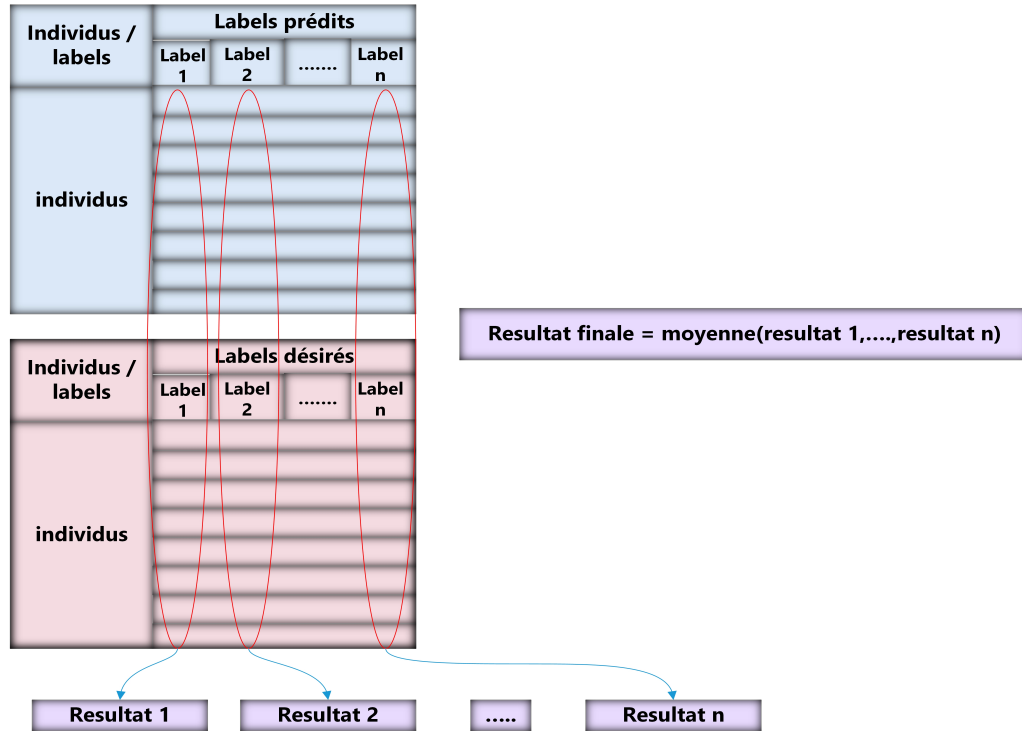 Individus /
labels
Labels prédits
Label
1
Label
2
.......
Label
n
individus
Resultat finale = moyenne(resultat 1,....,resultat n)
Individus /
labels
Labels désirés
Label
1
Label
2
.......
Label
n
individus
Resultat 1
Resultat 2
.....
Resultat n